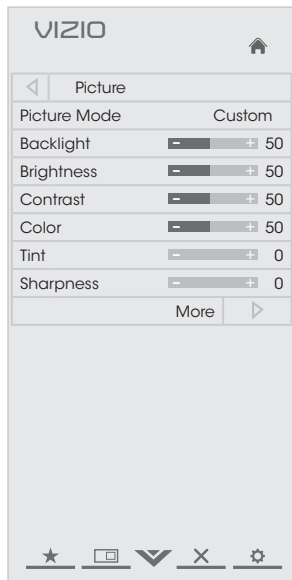 VIZIO
Picture
Picture Mode Custom
Backlight - + 50
Brightness - + 50
Contrast - + 50
Color - + 50
Tint - + 0
Sharpness - + 0
More